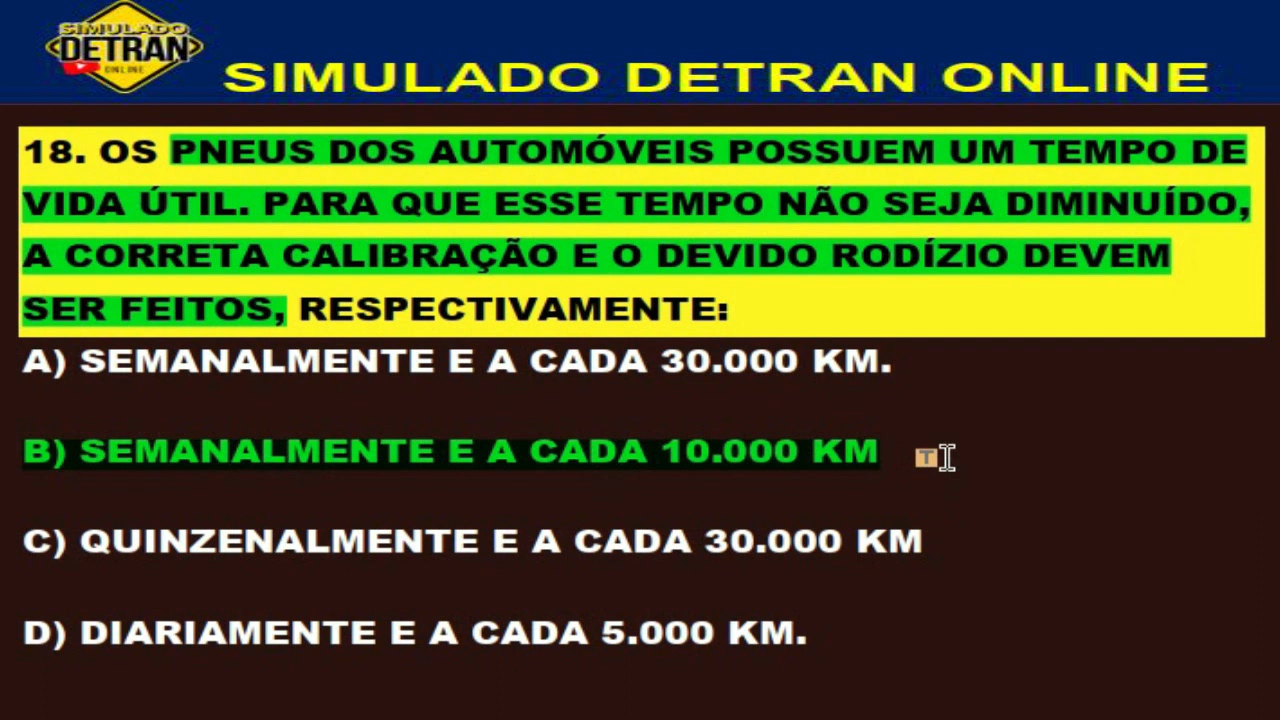 SIMULADO
DETRAN
ONLINE
SIMULADO DETRAN ONLINE
18. OS PNEUS DOS AUTOMÓVEIS POSSUEM UM TEMPO DE
VIDA ÚTIL. PARA QUE ESSE TEMPO NÃO SEJA DIMINUÍDO,
A CORRETA CALIBRAÇÃO E O DEVIDO RODÍZIO DEVEM
SER FEITOS, RESPECTIVAMENTE:
A) SEMANALMENTE E A CADA 30.000 KM.
B) SEMANALMENTE E A CADA 10.000 KM
T
C) QUINZENALMENTE E A CADA 30.000 KM
D) DIARIAMENTE E A CADA 5.000 KM.